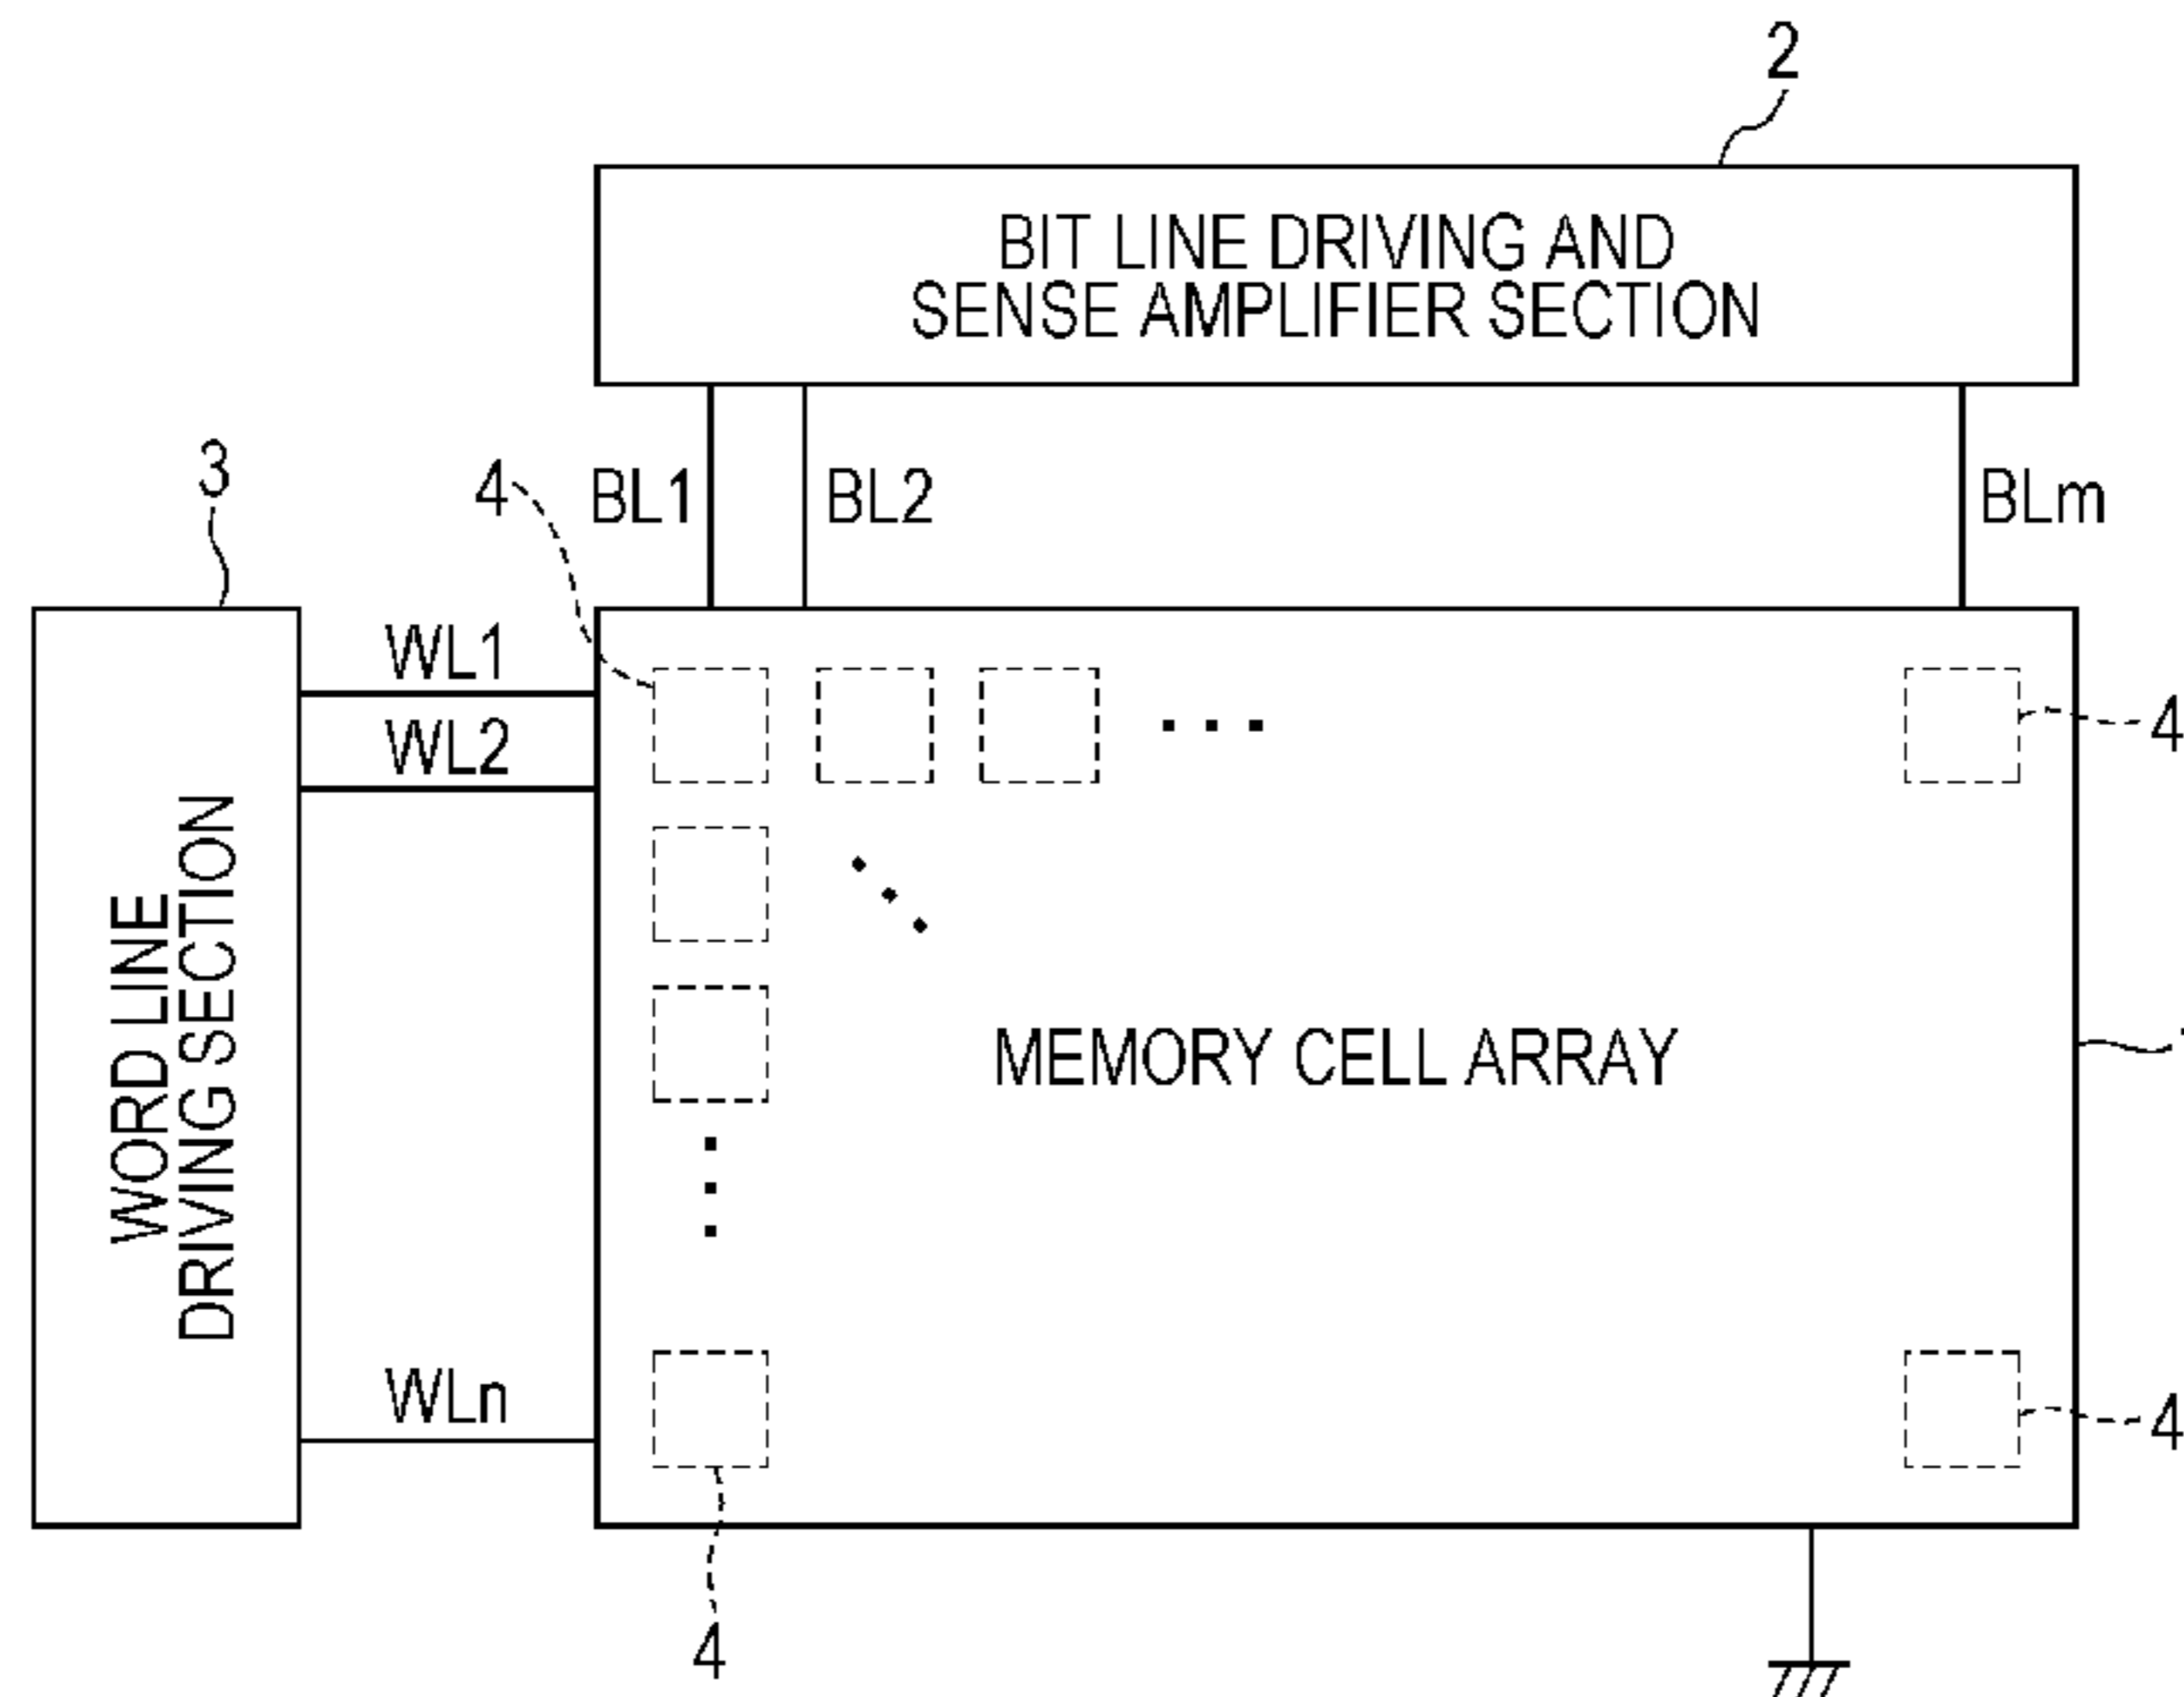 2
BIT LINE DRIVING AND
SENSE AMPLIFIER SECTION
3
4
BL1
BL2
BLm
WL1
WL2
4
WORD LINE
DRIVING SECTION
MEMORY CELL ARRAY
WLn
4
4